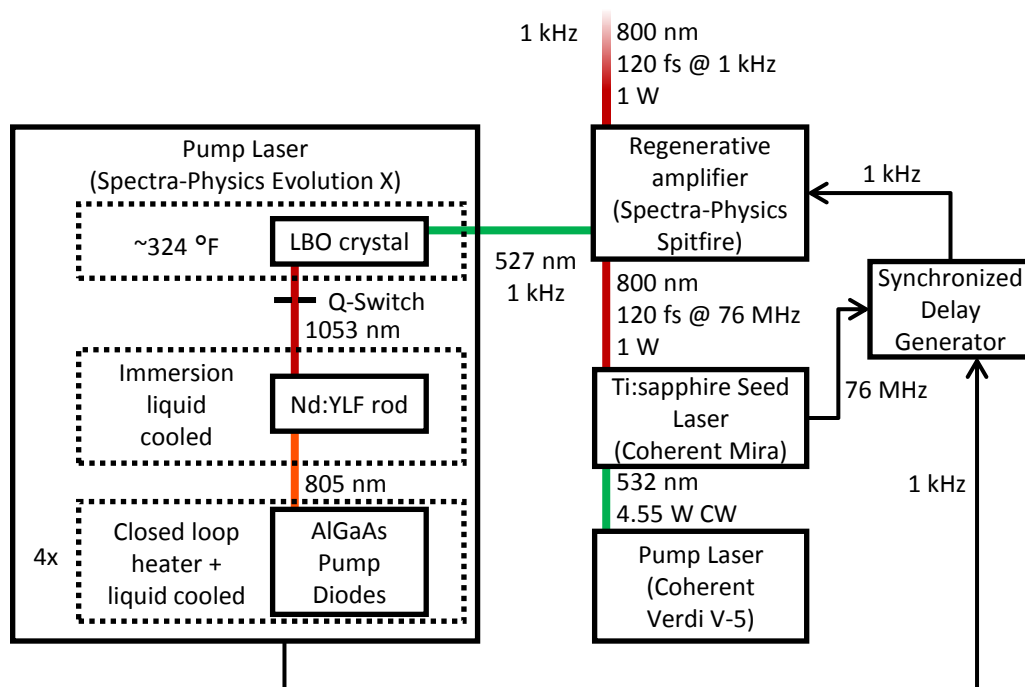 1 kHz
800 nm
120 fs @ 1 kHz
1 W
Pump Laser
(Spectra-Physics Evolution X)
~324 °F
LBO crystal
Q-Switch
1053 nm
Immersion
liquid
cooled
Nd:YLF rod
805 nm
4x
Closed loop
heater +
liquid cooled
AlGaAs
Pump
Diodes
527 nm
1 kHz
Regenerative
amplifier
(Spectra-Physics
Spitfire)
1 kHz
800 nm
120 fs @ 76 MHz
1 W
Synchronized
Delay
Generator
Ti:sapphire Seed
Laser
(Coherent Mira)
76 MHz
532 nm
4.55 W CW
1 kHz
Pump Laser
(Coherent
Verdi V-5)